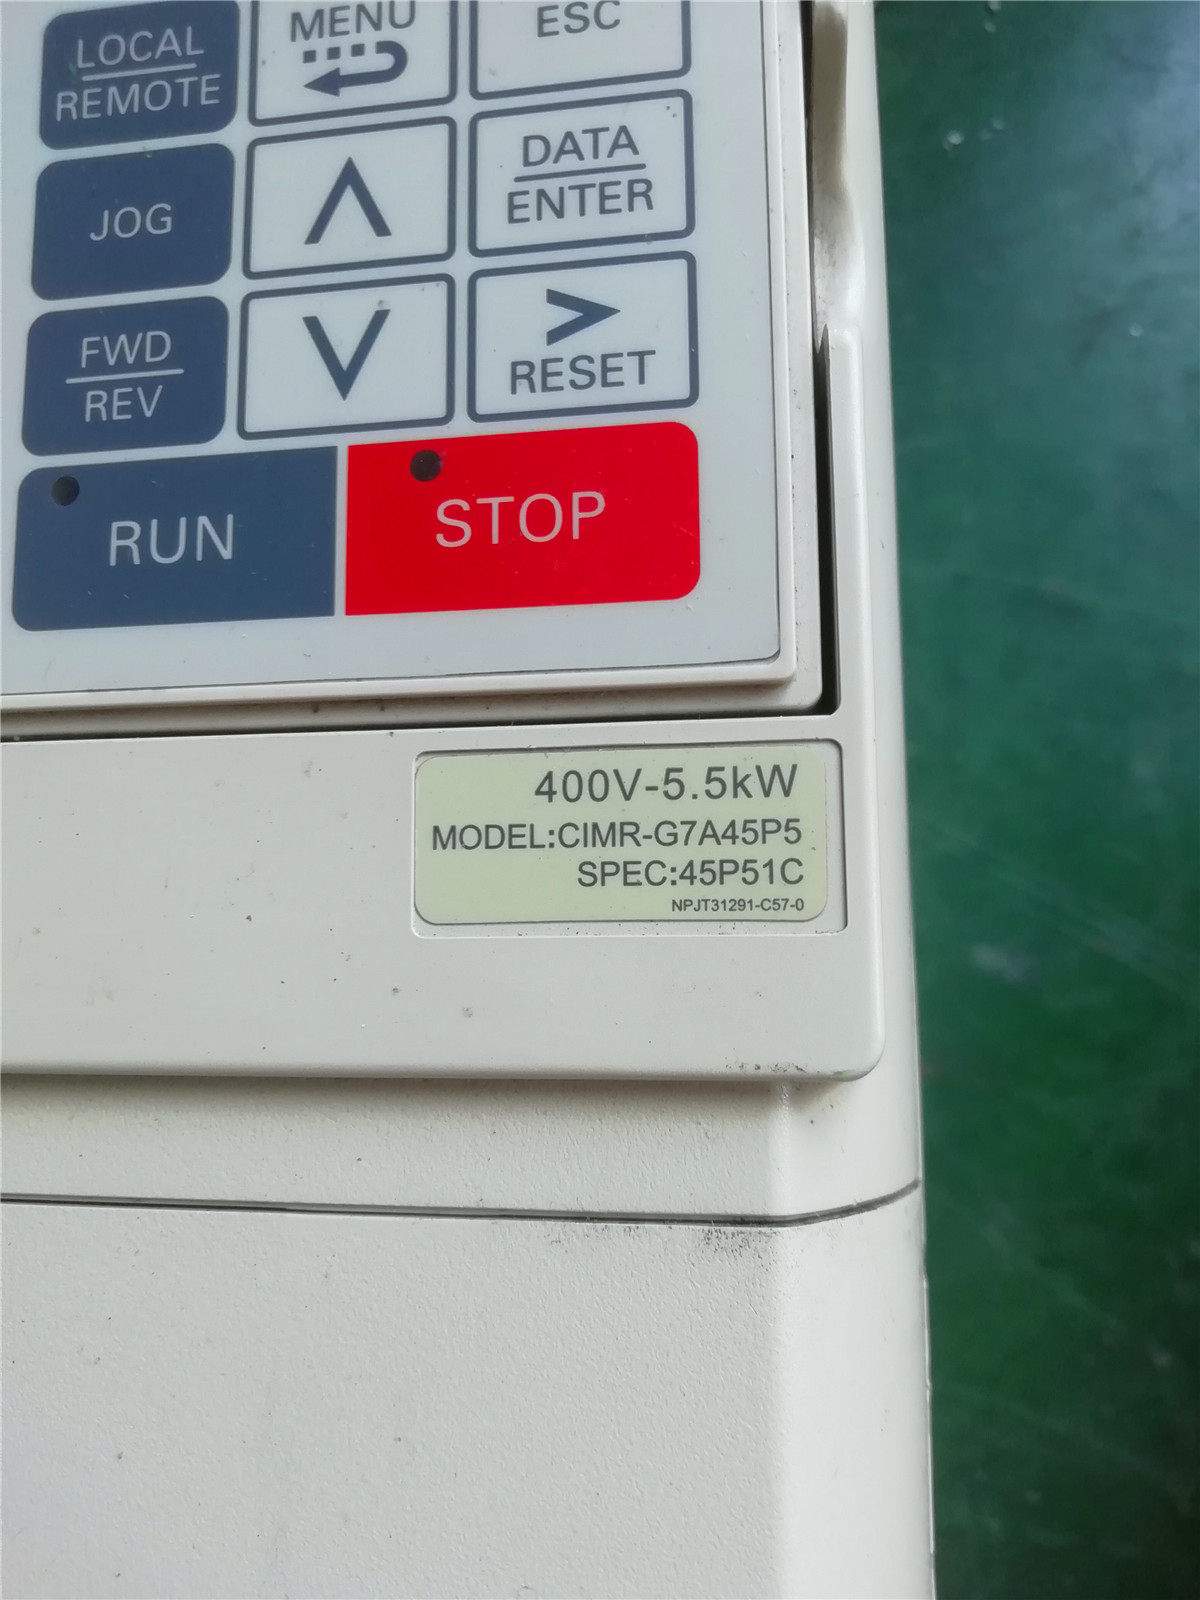 LOCAL
REMOTE
MENU
ESC
JOG
DATA
ENTER
FWD
REV
RESET
RUN
STOP
400V-5.5kW
MODEL:CIMR-G7A45P5
SPEC:45P51C
NPJT31291-C57-0